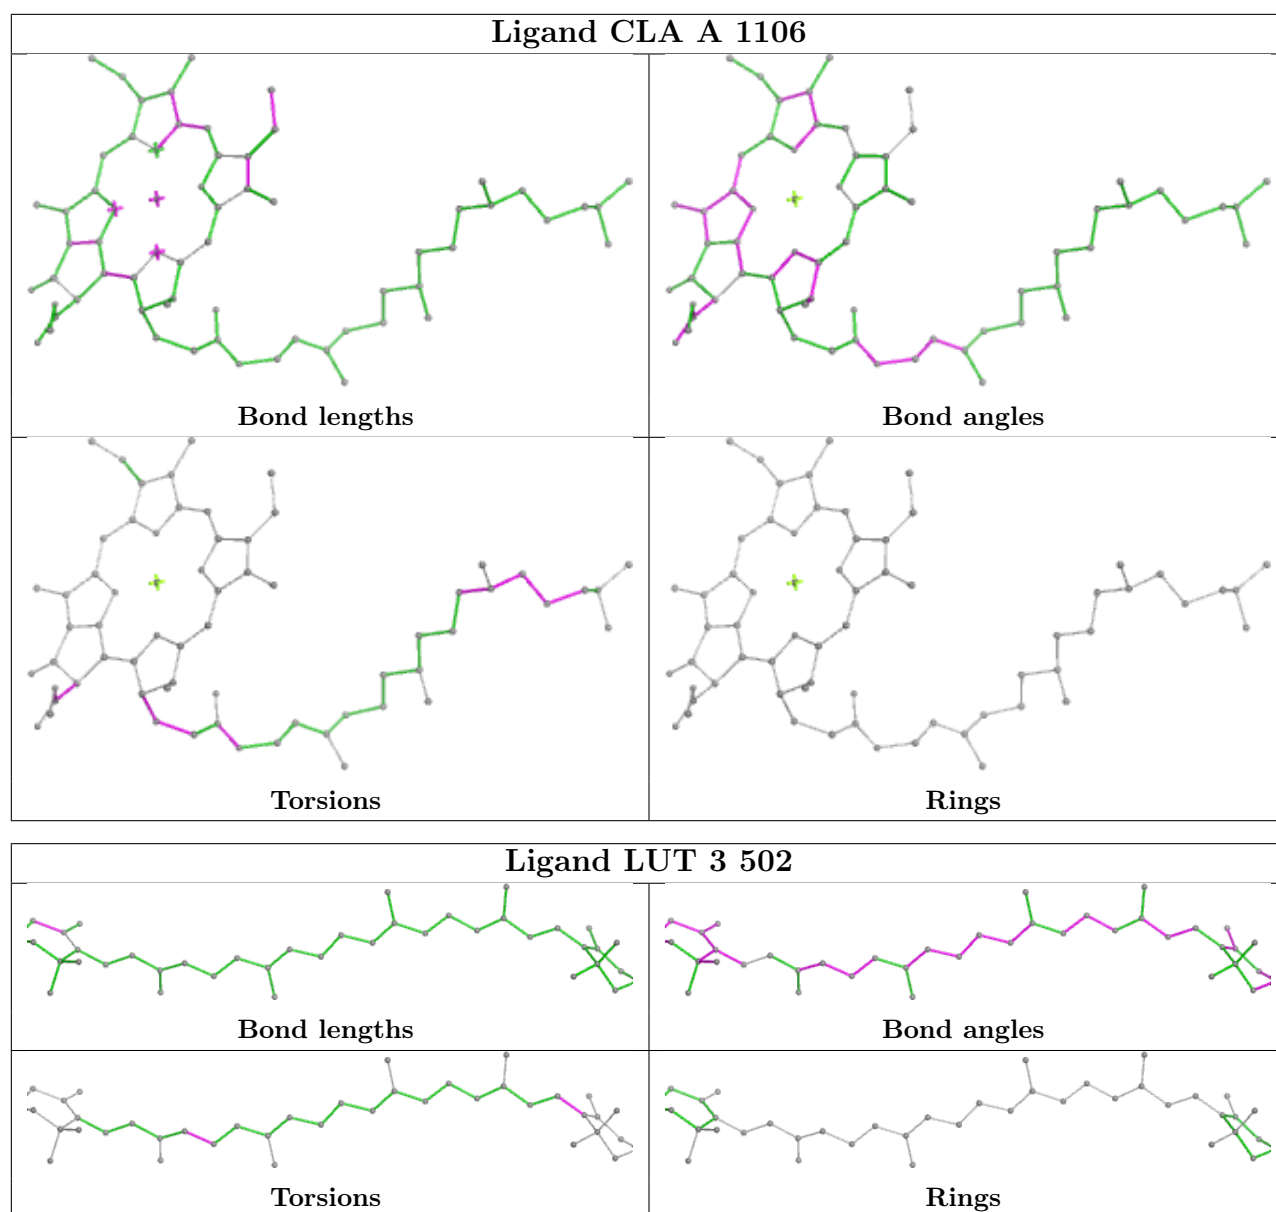 Ligand CLA A 1106
Bond lengths
Bond angles
Torsions
Rings
Ligand LUT 3 502
Bond lengths
Bond angles
Torsions
Rings